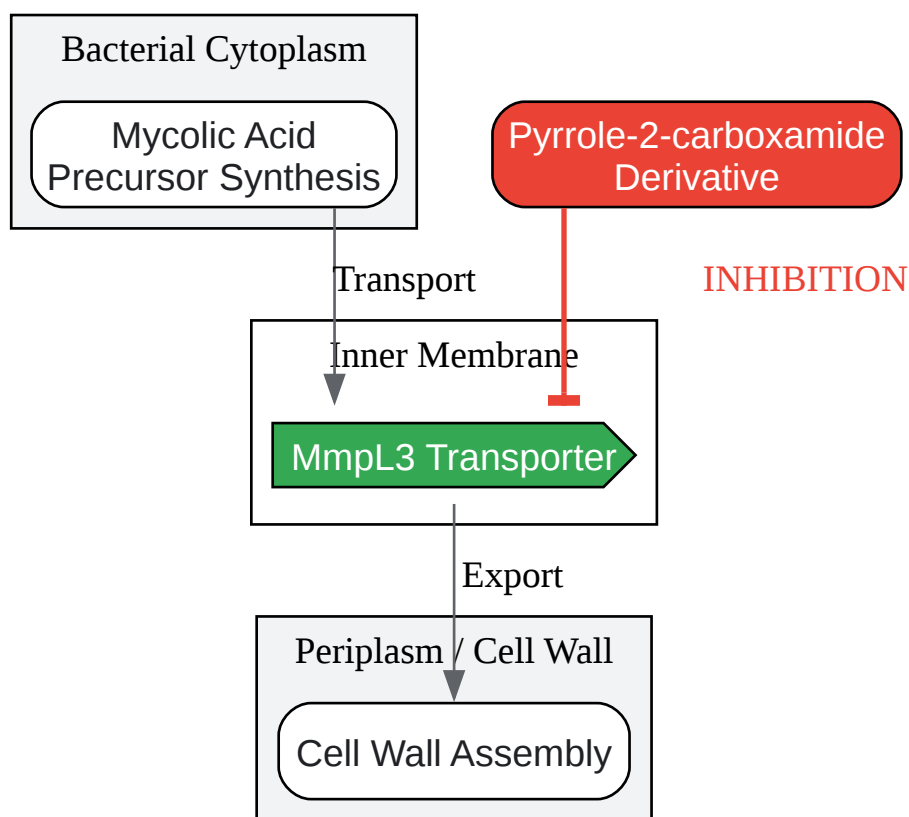 Bacterial Cytoplasm
Mycolic Acid
Precursor Synthesis
Pyrrole-2-carboxamide
Derivative
Transport
INHIBITION
Inner Membrane
MmpL3 Transporter
Export
Periplasm / Cell Wall
Cell Wall Assembly